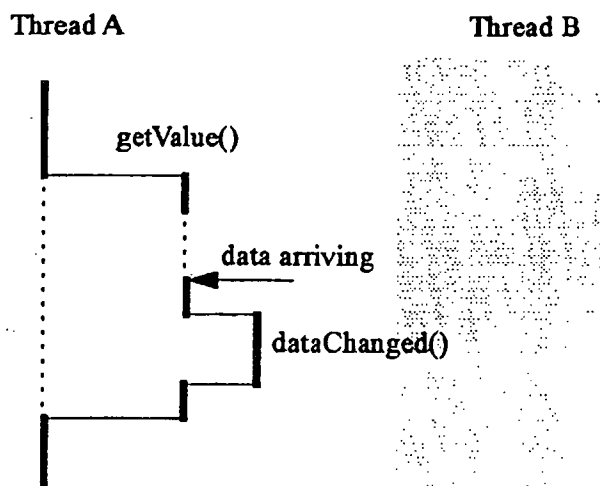 Thread A
Thread B
getValue()
data arriving
dataChanged()